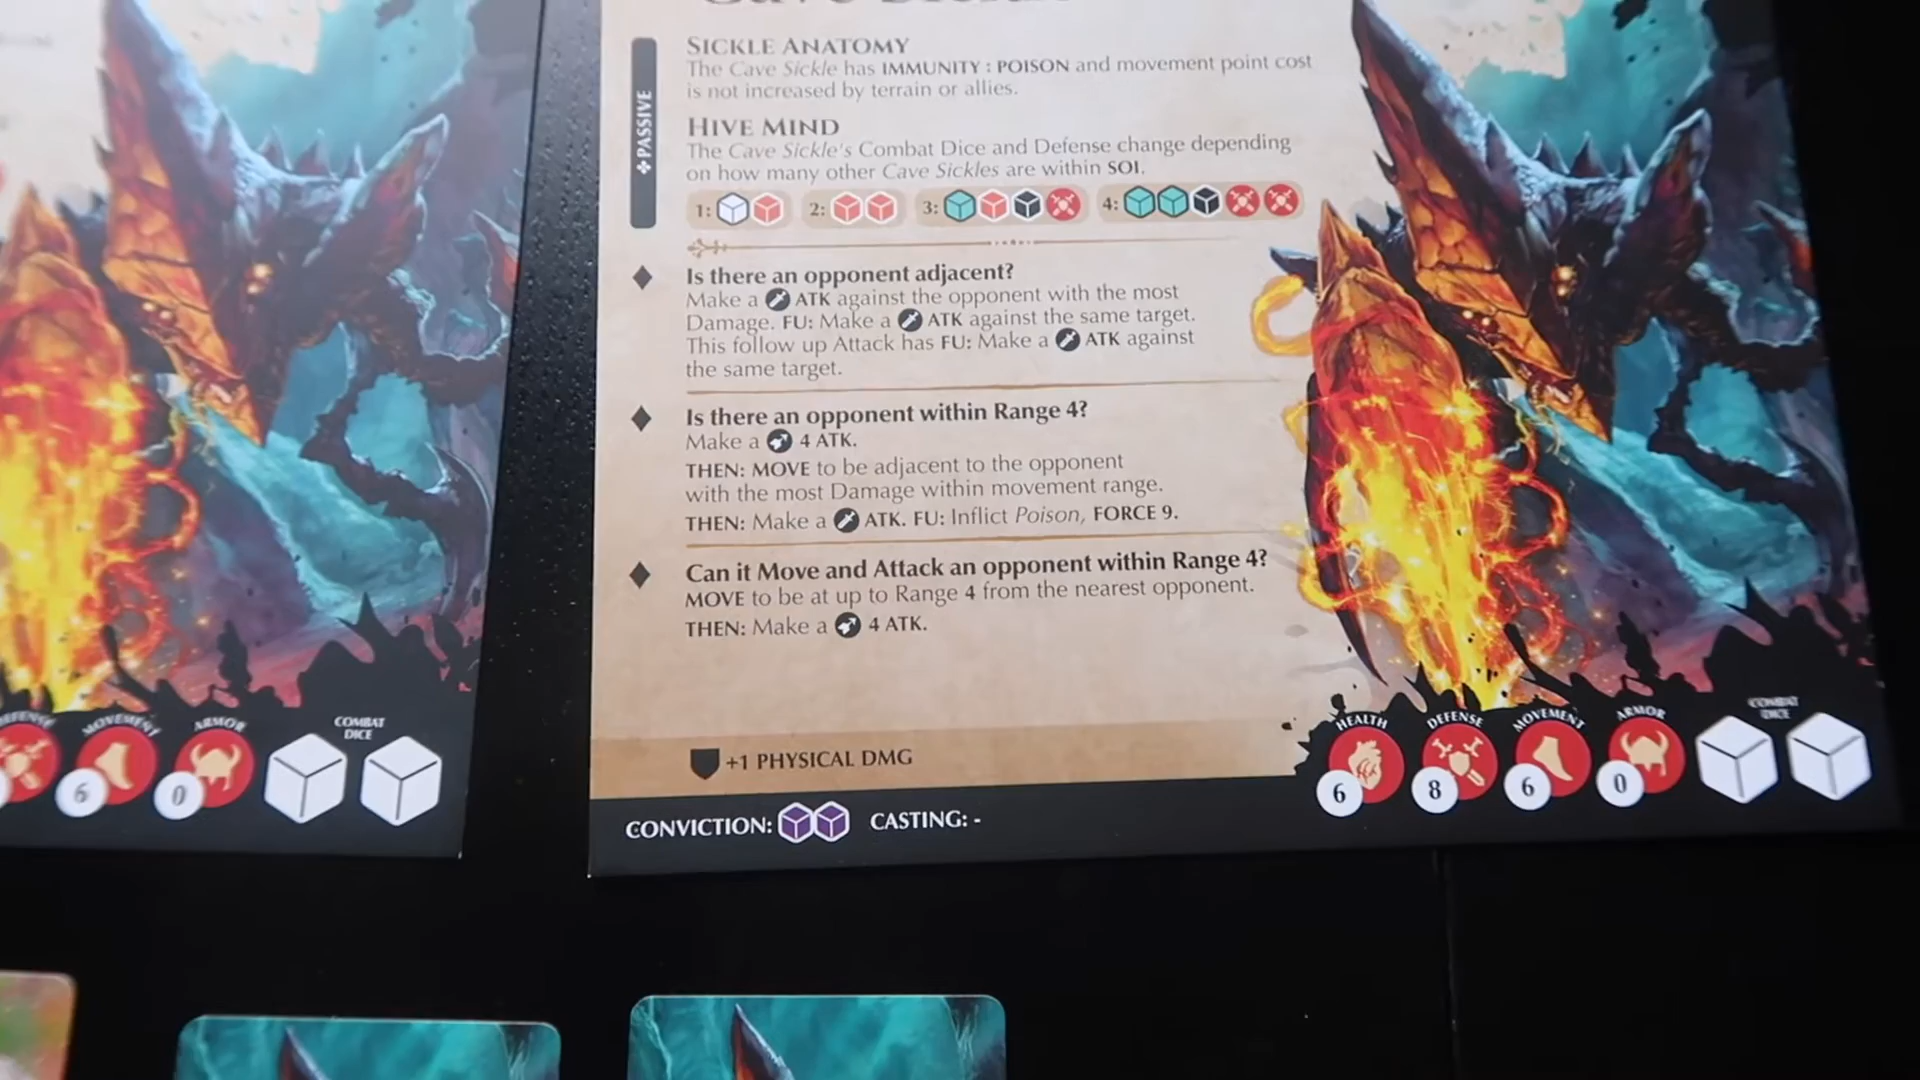 SICKLE ANATOMY
The Cave Sickle has IMMUNITY : POISON and movement point cost
is not increased by terrain or allies.
❖PASSIVE
HIVE MIND
The Cave Sickle's Combat Dice and Defense change depending
on how many other Cave Sickles are within SOI.
1: 2: 3: 4:
Is there an opponent adjacent?
Make a ATK against the opponent with the most
Damage. FU: Make a ATK against the same target.
This follow up Attack has FU: Make a ATK against
the same target.
Is there an opponent within Range 4?
Make a 4 ATK.
THEN: MOVE to be adjacent to the opponent
with the most Damage within movement range.
THEN: Make a ATK. FU: Inflict Poison, FORCE 9.
Can it Move and Attack an opponent within Range 4?
MOVE to be at up to Range 4 from the nearest opponent.
THEN: Make a 4 ATK.
+1 PHYSICAL DMG
CONVICTION: CASTING: -
HEALTH DEFENSE MOVEMENT ARMOR COMBAT
DICE
6 8 6 0
DEFENSE MOVEMENT ARMOR COMBAT
DICE
6 0